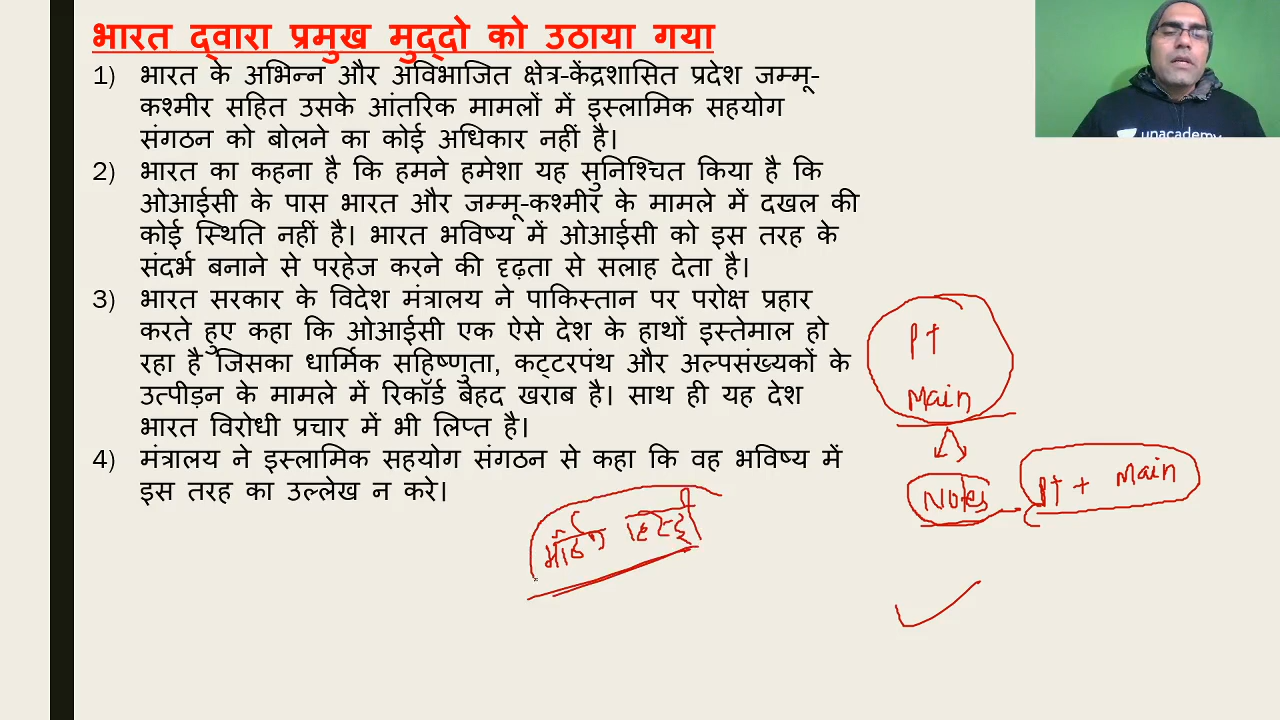 भारत द्वारा प्रमुख मुद्दो को उठाया गया
1) भारत के अभिन्न और अविभाजित क्षेत्र-केंद्रशासित प्रदेश जम्मू-
कश्मीर सहित उसके आंतरिक मामलों में इस्लामिक सहयोग
संगठन को बोलने का कोई अधिकार नहीं है।
2) भारत का कहना है कि हमने हमेशा यह सुनिश्चित किया है कि
ओआईसी के पास भारत और जम्मू-कश्मीर के मामले में दखल की
कोई स्थिति नहीं है। भारत भविष्य में ओआईसी को इस तरह के
संदर्भ बनाने से परहेज करने की दृढ़ता से सलाह देता है।
3) भारत सरकार के विदेश मंत्रालय ने पाकिस्तान पर परोक्ष प्रहार
करते हुए कहा कि ओआईसी एक ऐसे देश के हाथों इस्तेमाल हो
रहा है जिसका धार्मिक सहिष्णुता, कट्टरपंथ और अल्पसंख्यकों के
उत्पीड़न के मामले में रिकॉर्ड बेहद खराब है। साथ ही यह देश
भारत विरोधी प्रचार में भी लिप्त है।
4) मंत्रालय ने इस्लामिक सहयोग संगठन से कहा कि वह भविष्य में
इस तरह का उल्लेख न करे।
unacademy
Pt
Main
Notes
Pt + Main